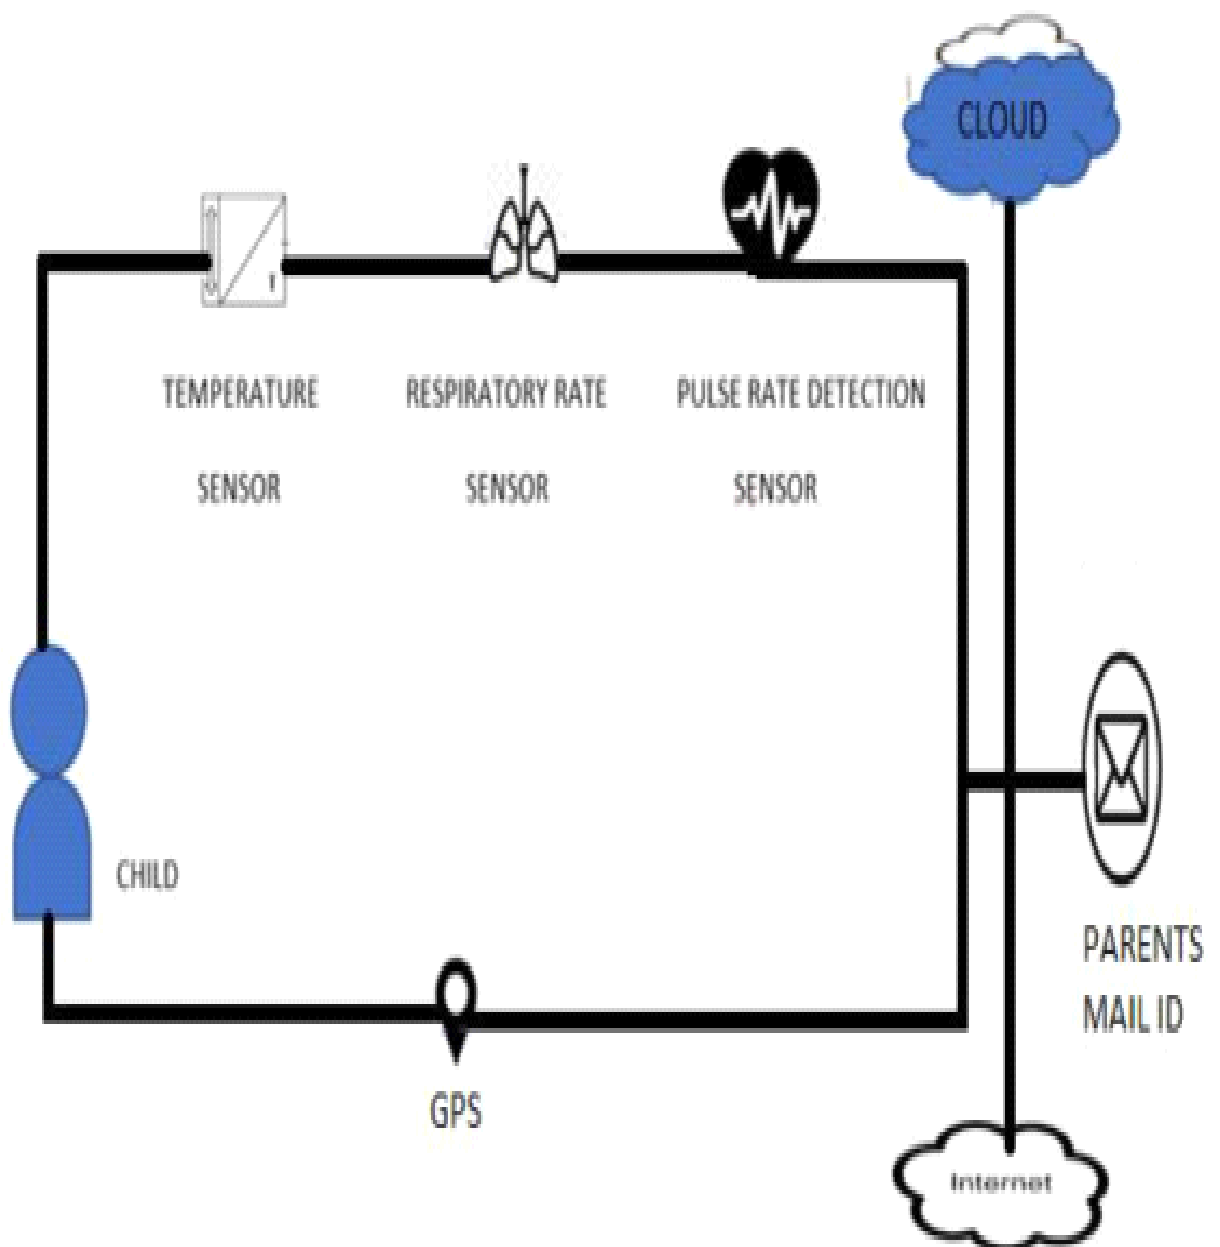 CLOUD
TEMPERATURE
SENSOR
RESPIRATORY RATE
SENSOR
PULSE RATE DETECTION
SENSOR
CHILD
PARENTS
MAIL ID
GPS
Internet